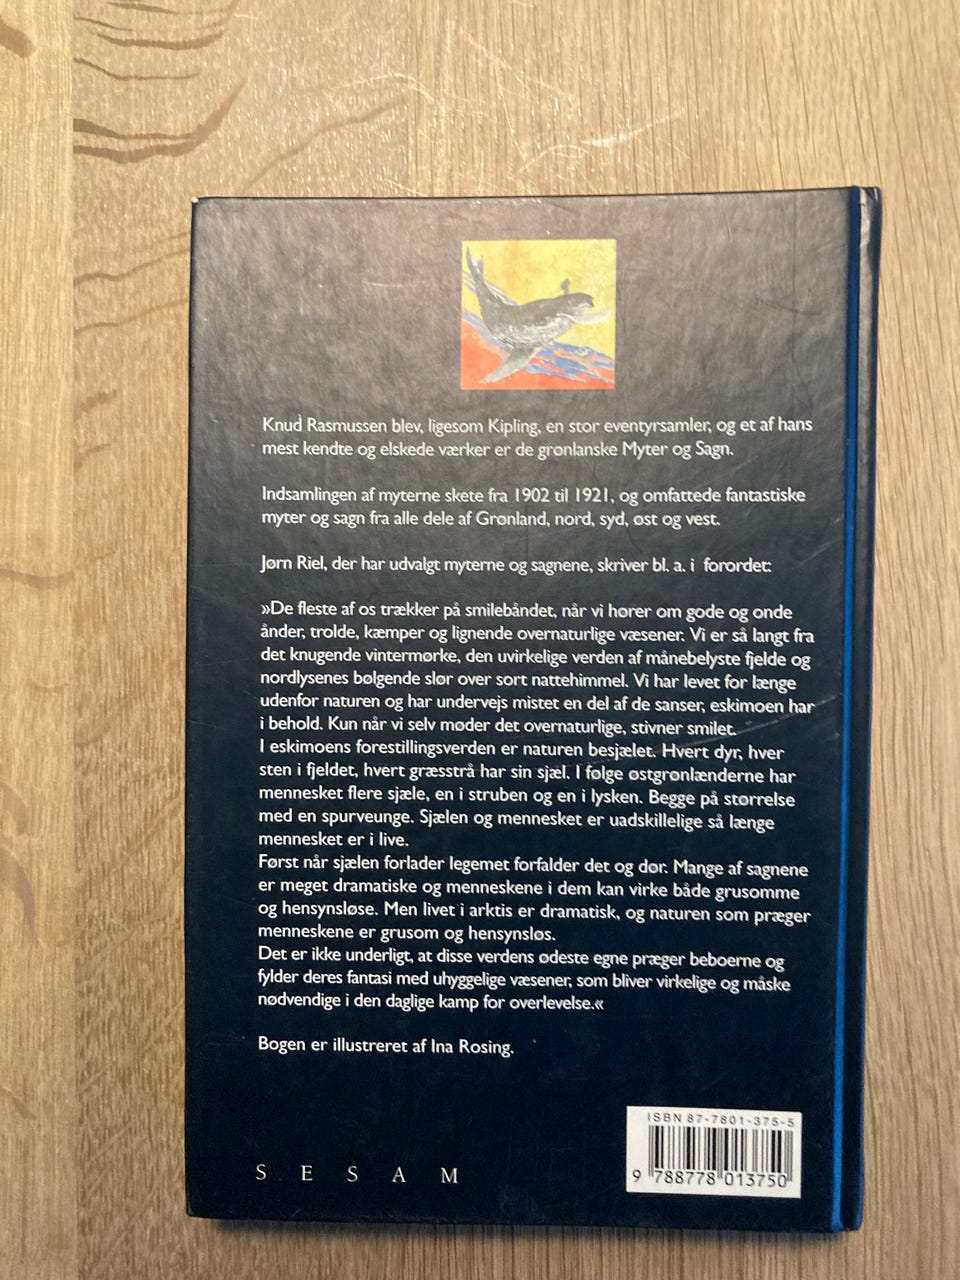 Knud Rasmussen blev, ligesom Kipling, en stor eventyrsamler, og et af hans
mest kendte og elskede værker er de grønlanske Myter og Sagn.
Indsamlingen af myterne skete fra 1902 til 1921, og omfattede fantastiske
myter og sagn fra alle dele af Grønland, nord, syd, øst og vest.
Jørn Riel, der har udvalgt myterne og sagnene, skriver bl. a. i forordet:
»De fleste af os trækker på smilebåndet, når vi hører om gode og onde
ånder, trolde, kæmper og lignende overnaturlige væsener. Vi er så langt fra
det knugende vintermørke, den uvirkelige verden af månebelyste fjelde og
nordlysenes bølgende slør over sort nattehimmel. Vi har levet for længe
udenfor naturen og har undervejs mistet en del af de sanser, eskimoen har
i behold. Kun når vi selv møder det overnaturlige, stivner smilet.
I eskimoens forestillingsverden er naturen besjælet. Hvert dyr, hver
sten i fjeldet, hvert græsstrå har sin sjæl. I følge østgrønlænderne har
mennesket flere sjæle, en i struben og en i lysken. Begge på størrelse
med en spurveunge. Sjælen og mennesket er uadskillelige så længe
mennesket er i live.
Først når sjælen forlader legemet forfalder det og dør. Mange af sagnene
er meget dramatiske og menneskene i dem kan virke både grusomme
og hensynsløse. Men livet i arktis er dramatisk, og naturen som præger
menneskene er grusom og hensynsløs.
Det er ikke underligt, at disse verdens ødeste egne præger beboerne og
fylder deres fantasi med uhyggelige væsener, som bliver virkelige og måske
nødvendige i den daglige kamp for overlevelse.«
Bogen er illustreret af Ina Rosing.
ISBN 87-7801-375-5
9 788778 013750
SESAM